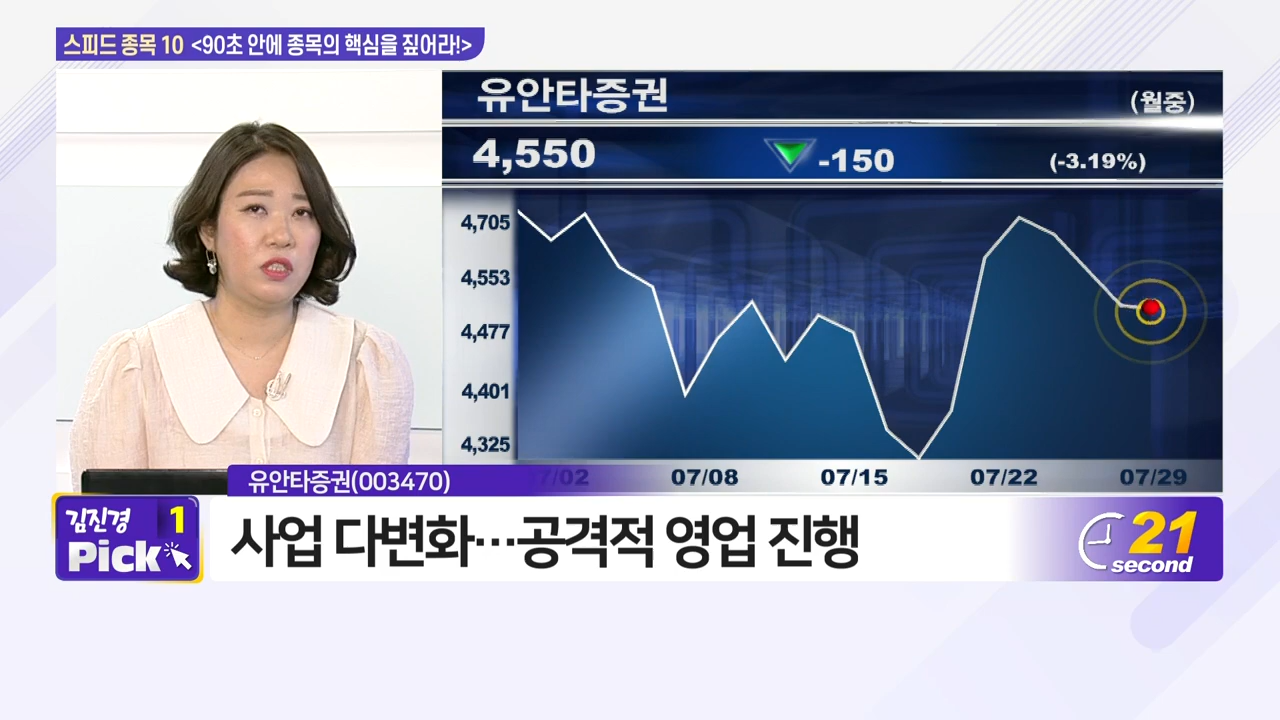 스피드 종목 10 <90초 안에 종목의 핵심을 짚어라!>
유안타증권
(월중)
4,550
-150
(-3.19%)
4,705
4,553
4,477
4,401
4,325
7/02
07/08
07/15
07/22
07/29
유안타증권(003470)
김진경 1
Pick
사업 다변화…공격적 영업 진행
21
second